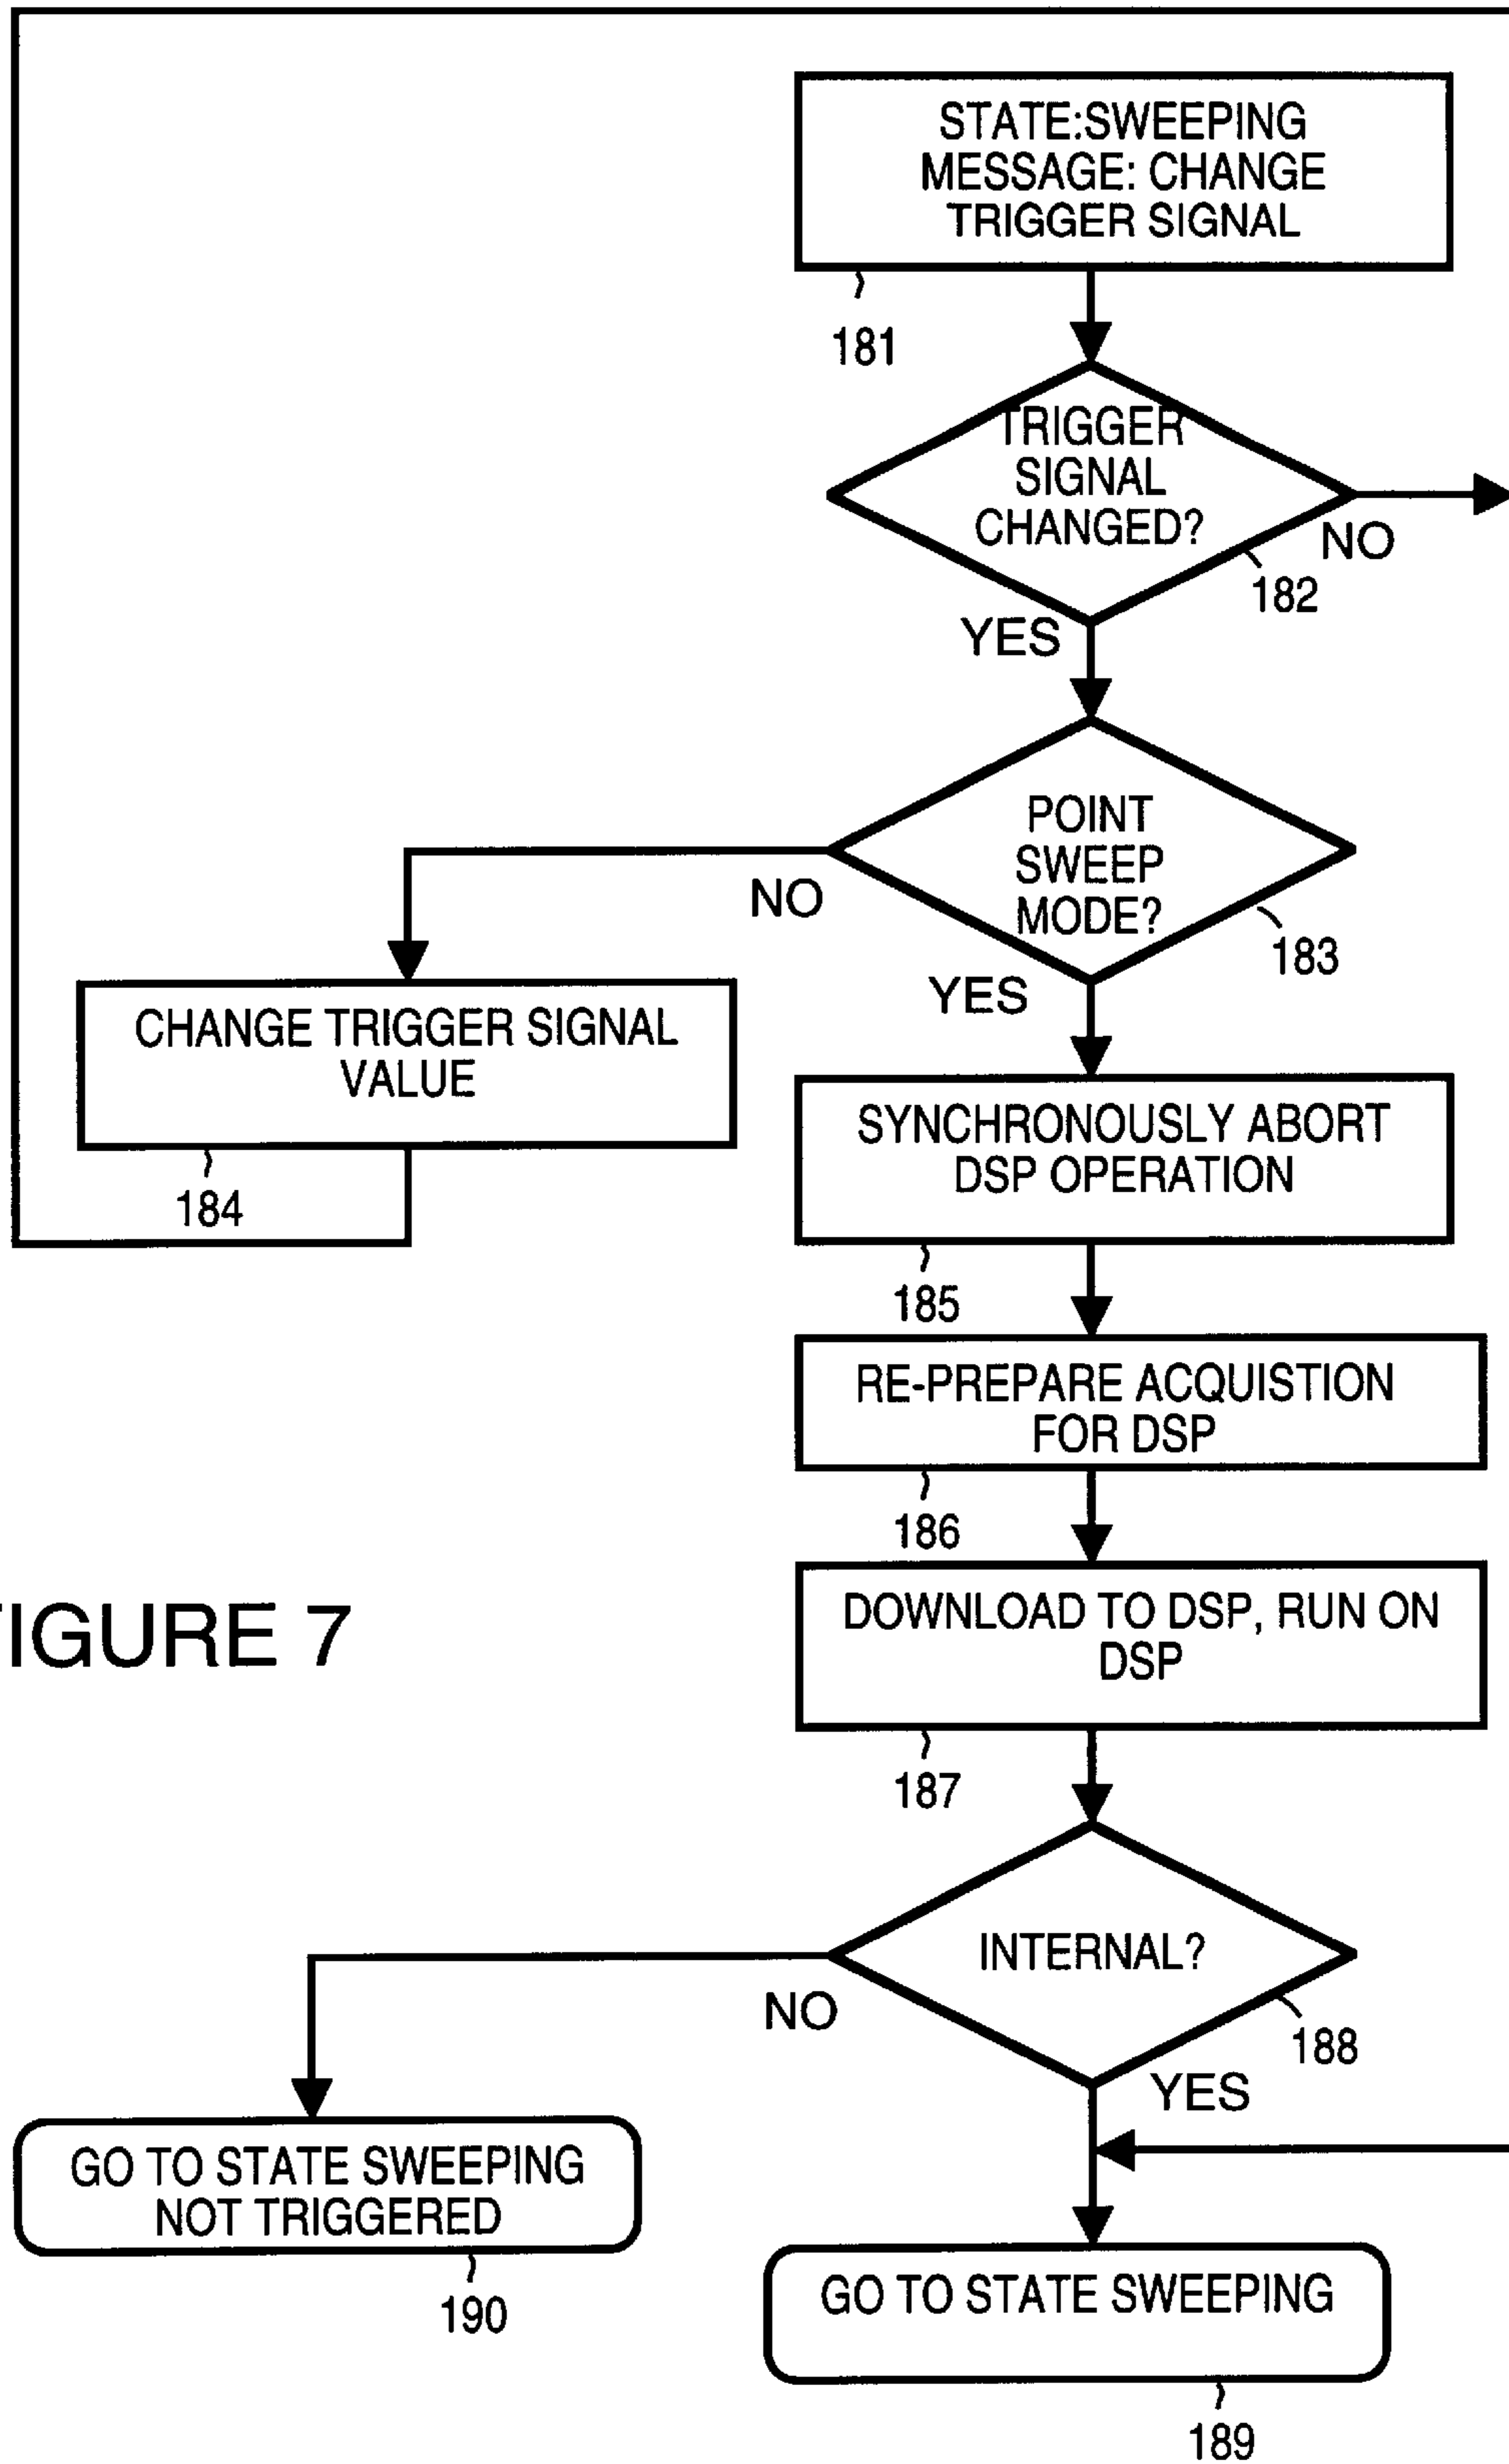 STATE:SWEEPING
MESSAGE: CHANGE
TRIGGER SIGNAL
181
TRIGGER
SIGNAL
CHANGED?
NO
182
YES
POINT
SWEEP
MODE?
NO
183
YES
CHANGE TRIGGER SIGNAL
VALUE
184
SYNCHRONOUSLY ABORT
DSP OPERATION
185
RE-PREPARE ACQUISTION
FOR DSP
186
DOWNLOAD TO DSP, RUN ON
DSP
187
IGURE 7
INTERNAL?
NO
188
YES
GO TO STATE SWEEPING
NOT TRIGGERED
190
GO TO STATE SWEEPING
189